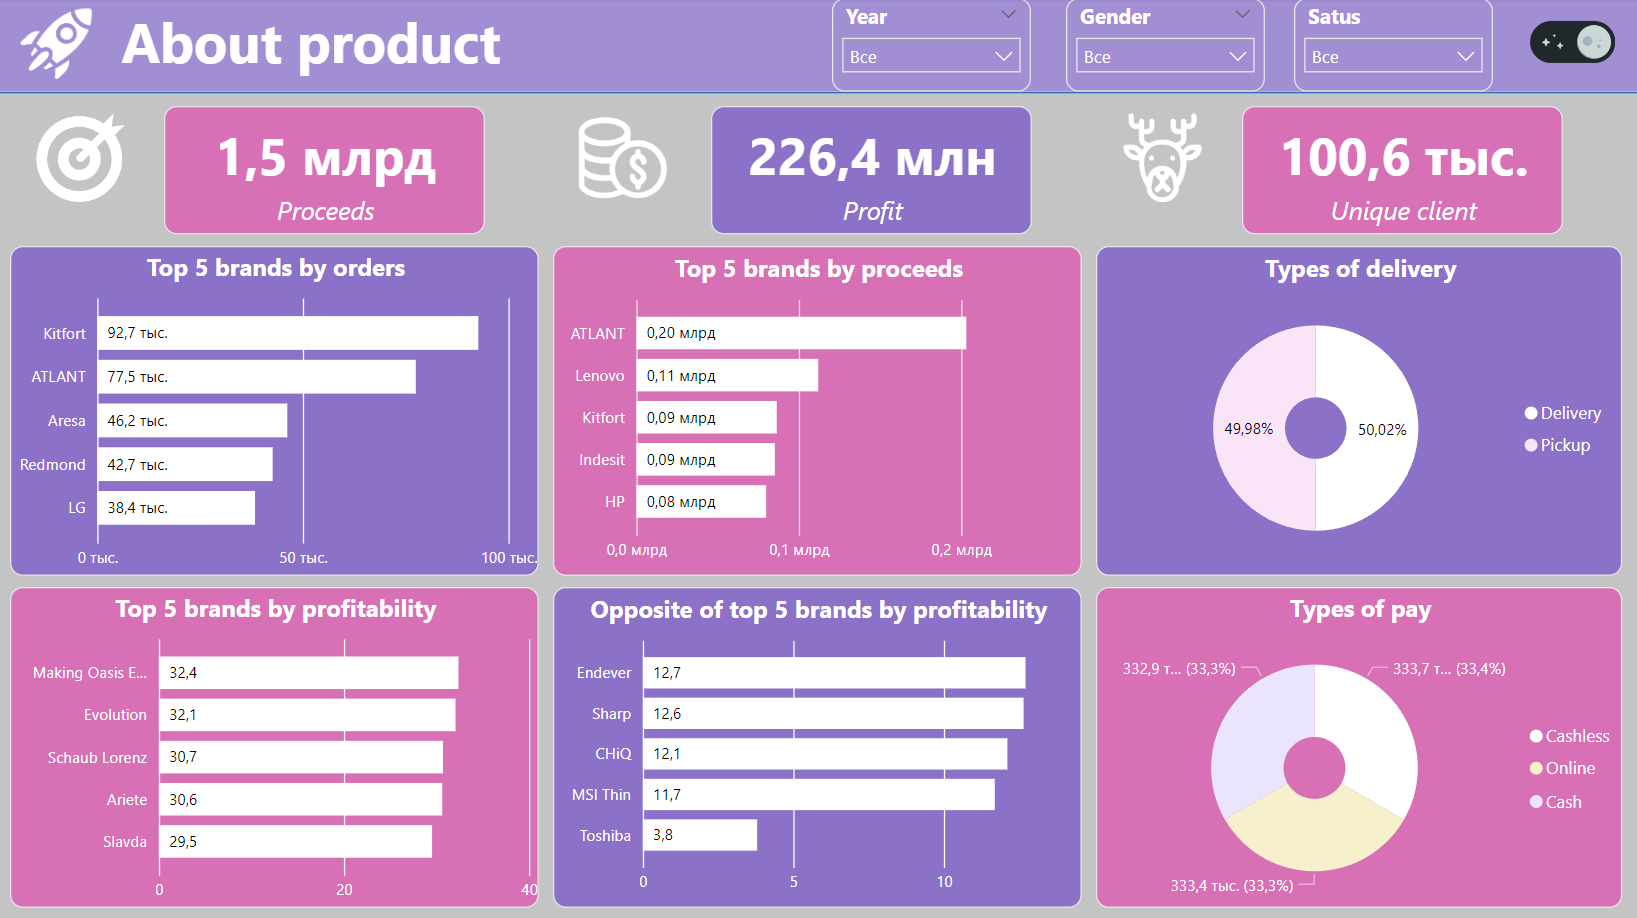 About product
Year
Все
Gender
Все
Satus
Все
1,5 млрд
Proceeds
226,4 млн
Profit
100,6 тыс.
Unique client
Top 5 brands by orders
Kitfort 92,7 тыс.
ATLANT 77,5 тыс.
Aresa 46,2 тыс.
Redmond 42,7 тыс.
LG 38,4 тыс.
0 тыс. 50 тыс. 100 тыс.
Top 5 brands by proceeds
ATLANT 0,20 млрд
Lenovo 0,11 млрд
Kitfort 0,09 млрд
Indesit 0,09 млрд
HP 0,08 млрд
0,0 млрд 0,1 млрд 0,2 млрд
Types of delivery
49,98% 50,02%
Delivery
Pickup
Top 5 brands by profitability
Making Oasis E... 32,4
Evolution 32,1
Schaub Lorenz 30,7
Ariete 30,6
Slavda 29,5
0 20 40
Opposite of top 5 brands by profitability
Endever 12,7
Sharp 12,6
CHiQ 12,1
MSI Thin 11,7
Toshiba 3,8
0 5 10
Types of pay
332,9 т... (33,3%) 333,7 т... (33,4%)
Cashless
Online
Cash
333,4 тыс. (33,3%)